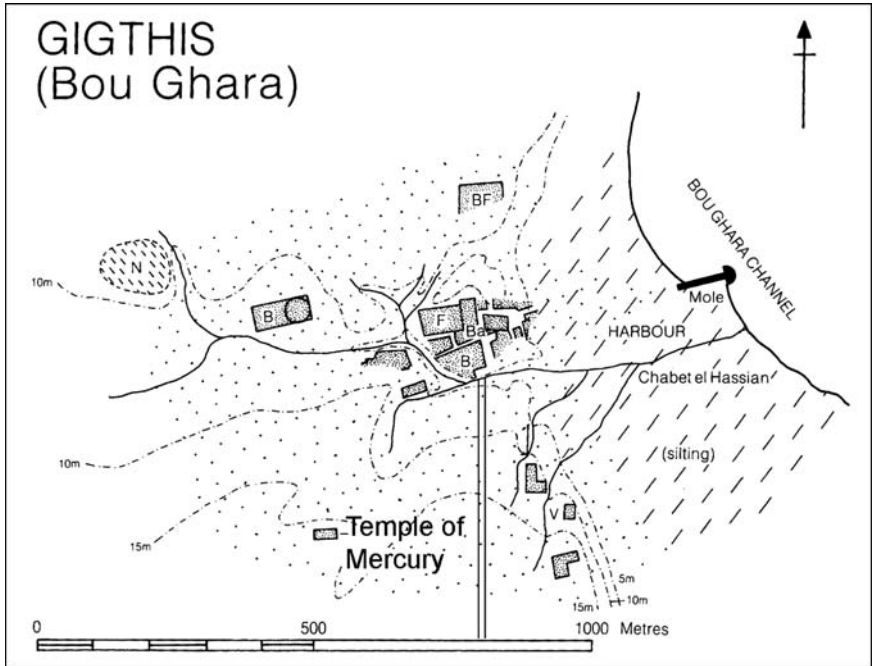 GIGTHIS
(Bou Ghara)
BF
BOU GHARA CHANNEL
N
10m
B
F
Ba
Mole
HARBOUR
B
Chabet el Hassian
10m
(silting)
15m
Temple of
Mercury
V
5m
10m
15m
0 500 1000 Metres